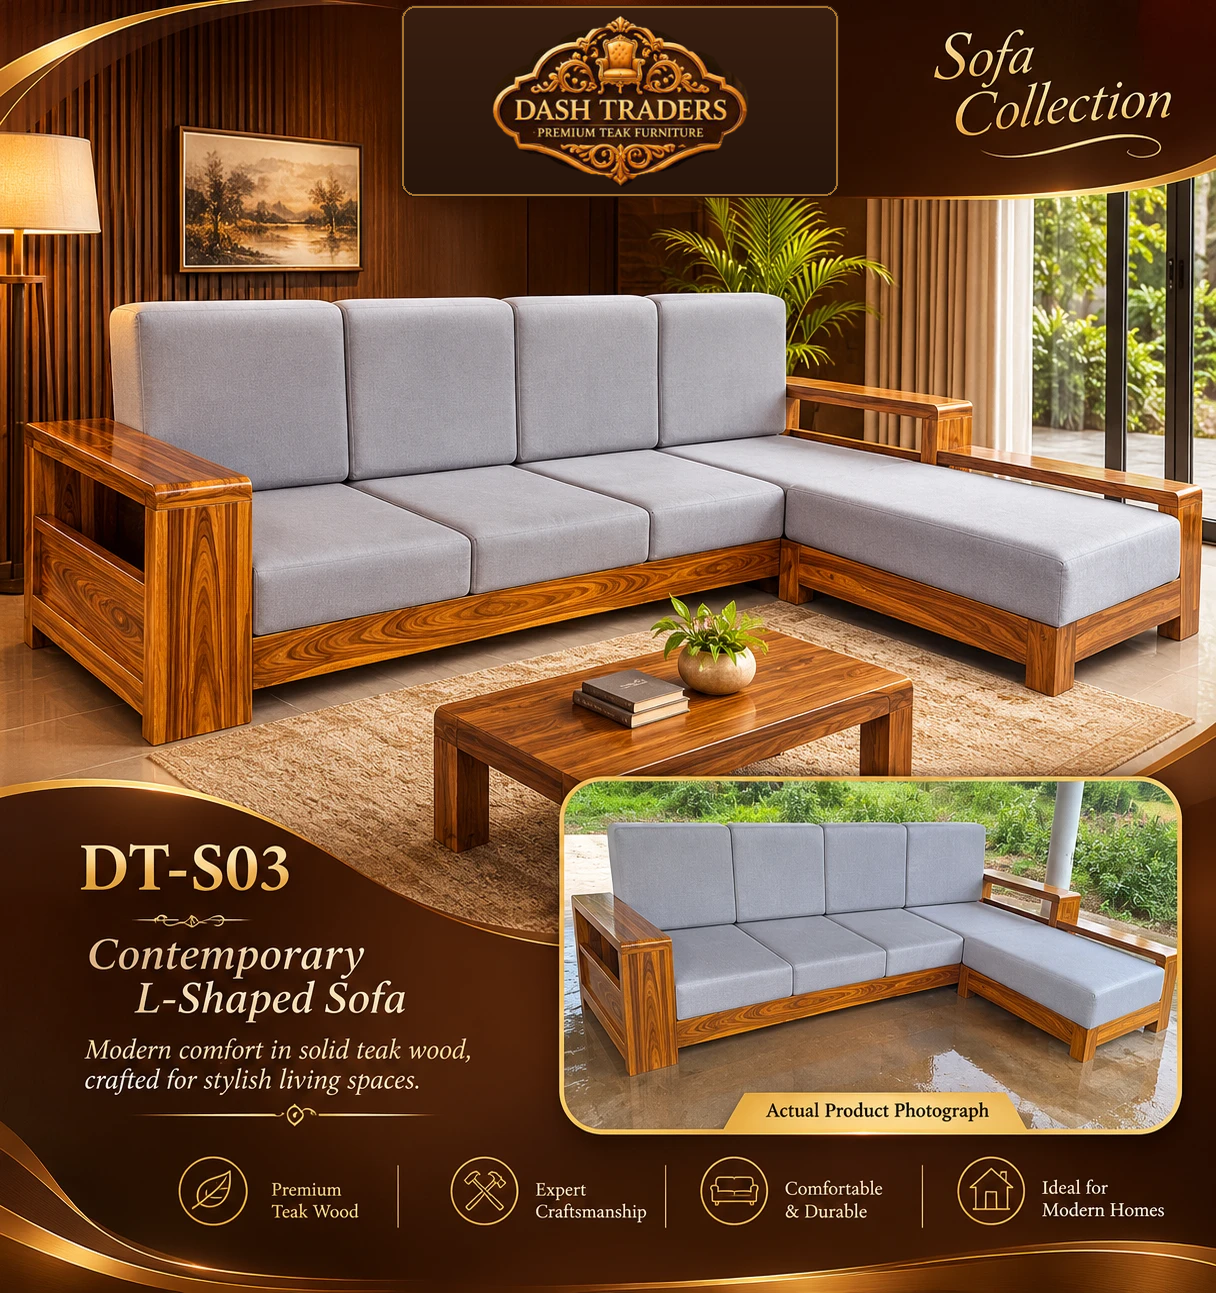 DASH TRADERS
PREMIUM TEAK FURNITURE
Sofa
Collection
DT-S03
Contemporary
L-Shaped Sofa
Modern comfort in solid teak wood,
crafted for stylish living spaces.
Actual Product Photograph
Premium
Teak Wood
Expert
Craftsmanship
Comfortable
& Durable
Ideal for
Modern Homes